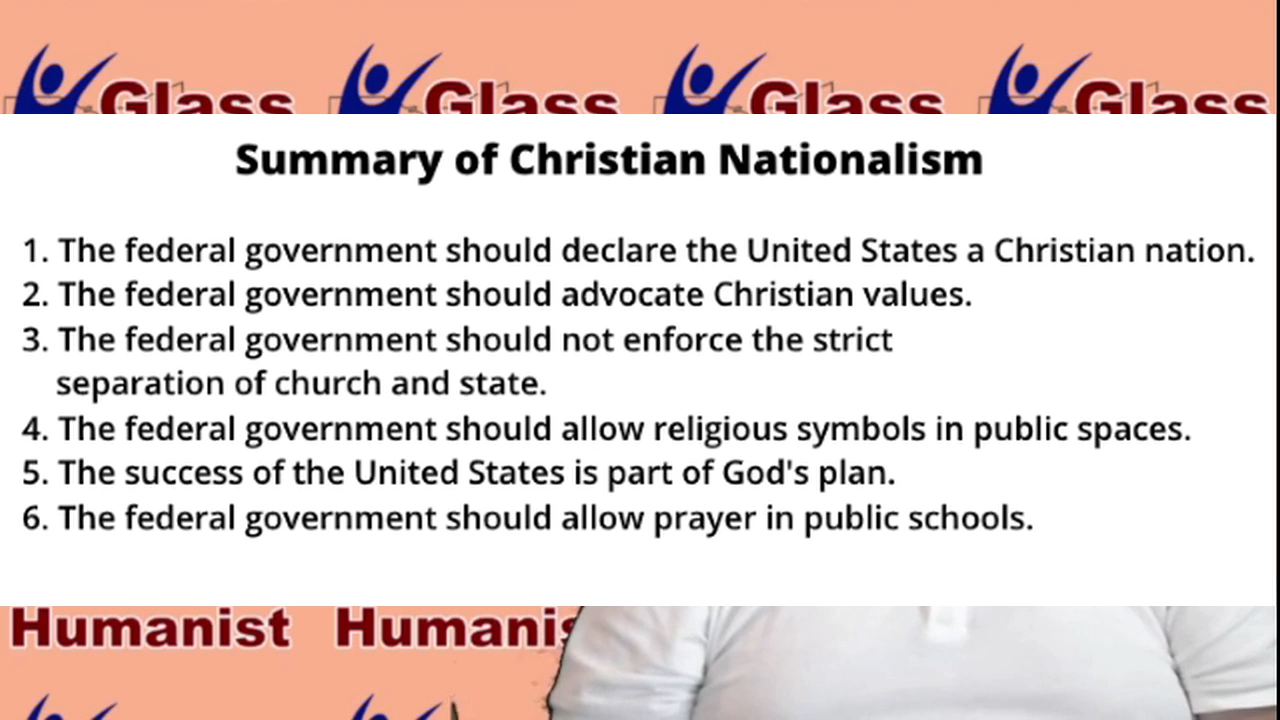 Glass Glass Glass Glass
Summary of Christian Nationalism
1. The federal government should declare the United States a Christian nation.
2. The federal government should advocate Christian values.
3. The federal government should not enforce the strict
separation of church and state.
4. The federal government should allow religious symbols in public spaces.
5. The success of the United States is part of God's plan.
6. The federal government should allow prayer in public schools.
Humanist Humanis